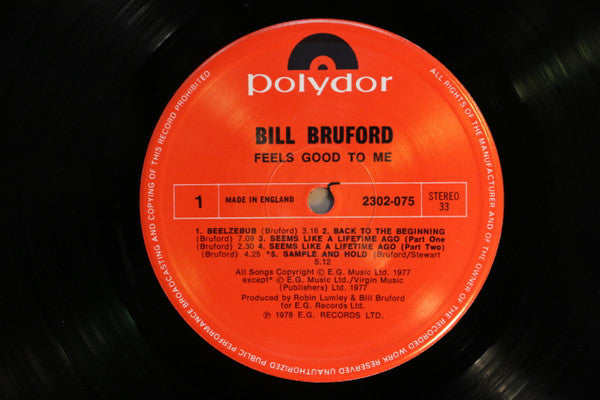 polydor
BILL BRUFORD
FEELS GOOD TO ME
1 MADE IN ENGLAND 2302-075 STEREO
33
1. BEELZEBUB (Bruford) 3.16 2. BACK TO THE BEGINNING
(Bruford) 7.09 3. SEEMS LIKE A LIFETIME AGO (Part One
(Bruford) 2.30 4. SEEMS LIKE A LIFETIME AGO (Part Two)
(Bruford) 4.25 *5. SAMPLE AND HOLD (Bruford/Stewart
5.12
All Songs Copyright © E.G. Music Ltd. 1977
except* © E.G. Music Ltd./Virgin Music
(Publishers) Ltd. 1977
Produced by Robin Lumley & Bill Bruford
for E.G. Records Ltd.
℗ 1978 E.G. RECORDS LTD.
ALL RIGHTS OF THE MANUFACTURER AND OF THE OWNER OF THE RECORDED WORK RESERVED UNAUTHORIZED PUBLIC PERFORMANCE BROADCASTING AND COPYING OF THIS RECORD PROHIBITED